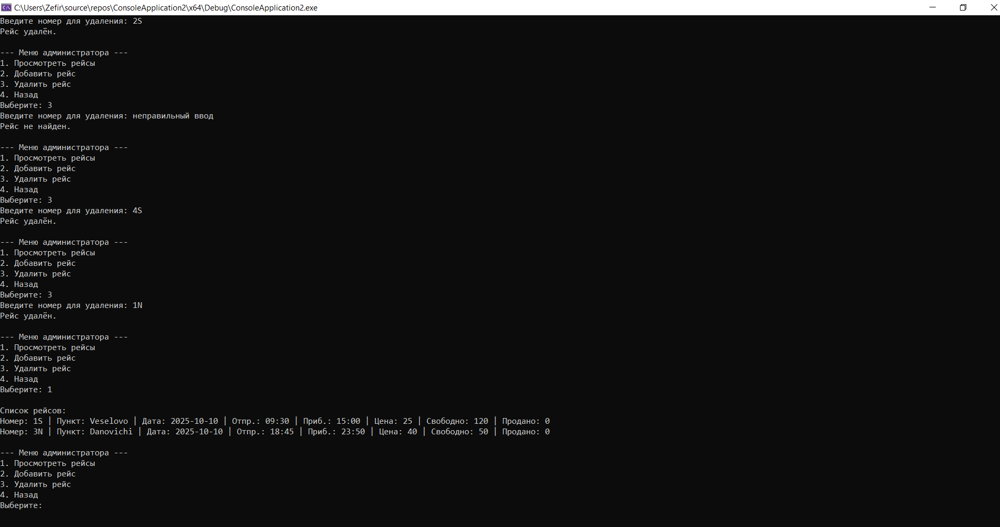 C:\Users\Zefir\source\repos\ConsoleApplication2\x64\Debug\ConsoleApplication2.exe
Введите номер для удаления: 2S
Рейс удалён.
--- Меню администратора ---
1. Просмотреть рейсы
2. Добавить рейс
3. Удалить рейс
4. Назад
Выберите: 3
Введите номер для удаления: неправильный ввод
Рейс не найден.
--- Меню администратора ---
1. Просмотреть рейсы
2. Добавить рейс
3. Удалить рейс
4. Назад
Выберите: 3
Введите номер для удаления: 4S
Рейс удалён.
--- Меню администратора ---
1. Просмотреть рейсы
2. Добавить рейс
3. Удалить рейс
4. Назад
Выберите: 3
Введите номер для удаления: 1N
Рейс удалён.
--- Меню администратора ---
1. Просмотреть рейсы
2. Добавить рейс
3. Удалить рейс
4. Назад
Выберите: 1
Список рейсов:
Номер: 1S | Пункт: Veselovo | Дата: 2025-10-10 | Отпр.: 09:30 | Приб.: 15:00 | Цена: 25 | Свободно: 120 | Продано: 0
Номер: 3N | Пункт: Danovichi | Дата: 2025-10-10 | Отпр.: 18:45 | Приб.: 23:50 | Цена: 40 | Свободно: 50 | Продано: 0
--- Меню администратора ---
1. Просмотреть рейсы
2. Добавить рейс
3. Удалить рейс
4. Назад
Выберите: